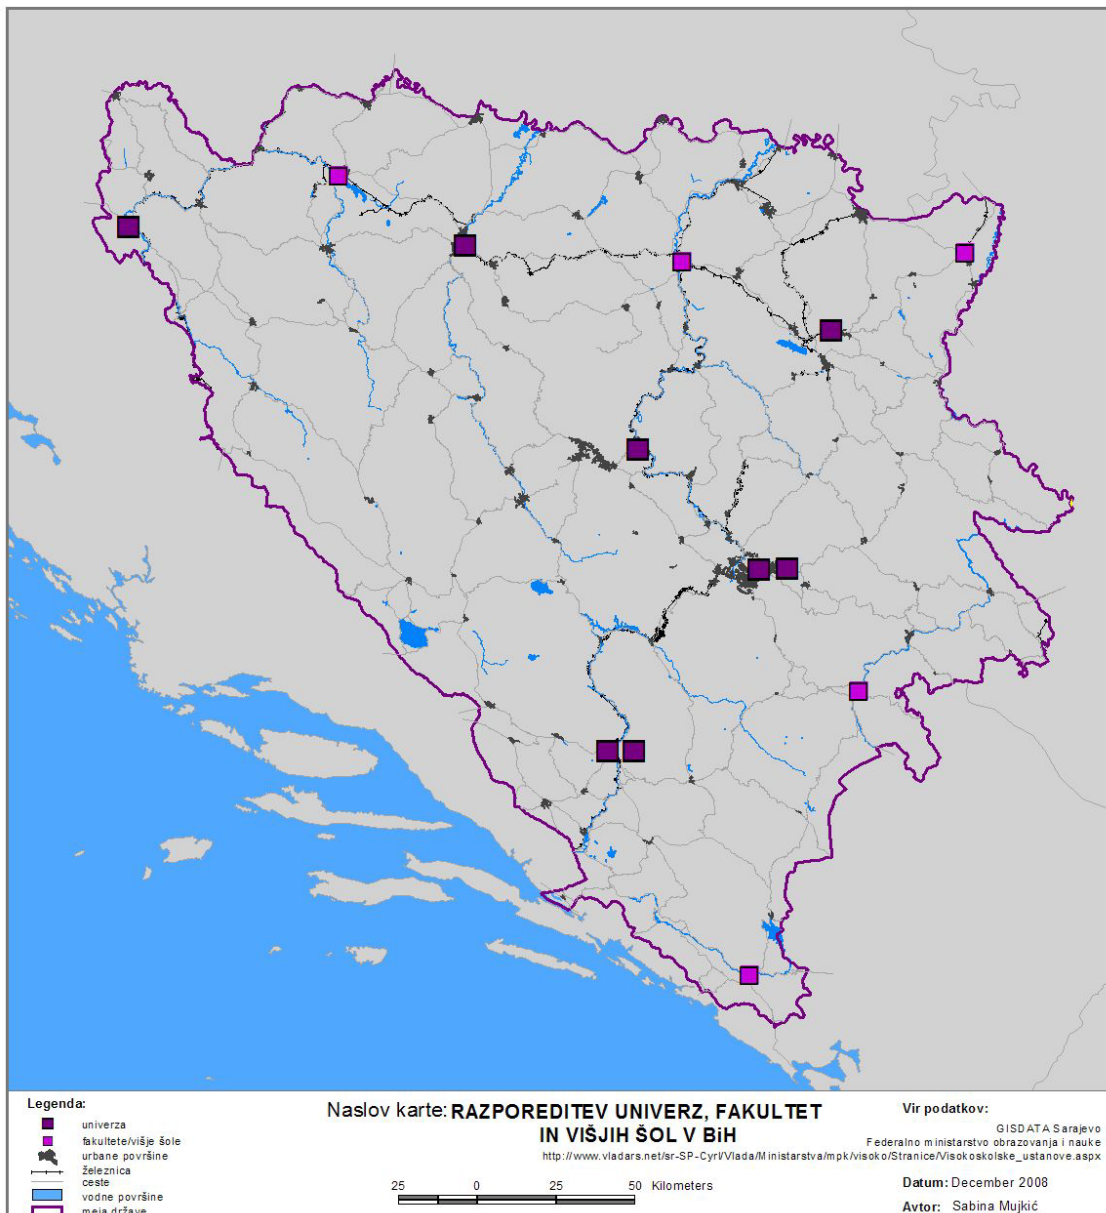 Legenda:
univerza
fakultete/višje šole
urbane površine
železnica
ceste
vodne površine
meja države
Naslov karte: RAZPOREDITEV UNIVERZ, FAKULTET
IN VIŠJIH ŠOL V BiH
http://www.vladars.net/sr-SP-Cyrl/Vlada/Ministarstva/mpk/visoko/Stranice/Visokoskolske_ustanove.aspx
25 0 25 50 Kilometers
Vir podatkov:
GISDATA Sarajevo
Federalno ministarstvo obrazovanja i nauke
Datum: December 2008
Avtor: Sabina Mujkić